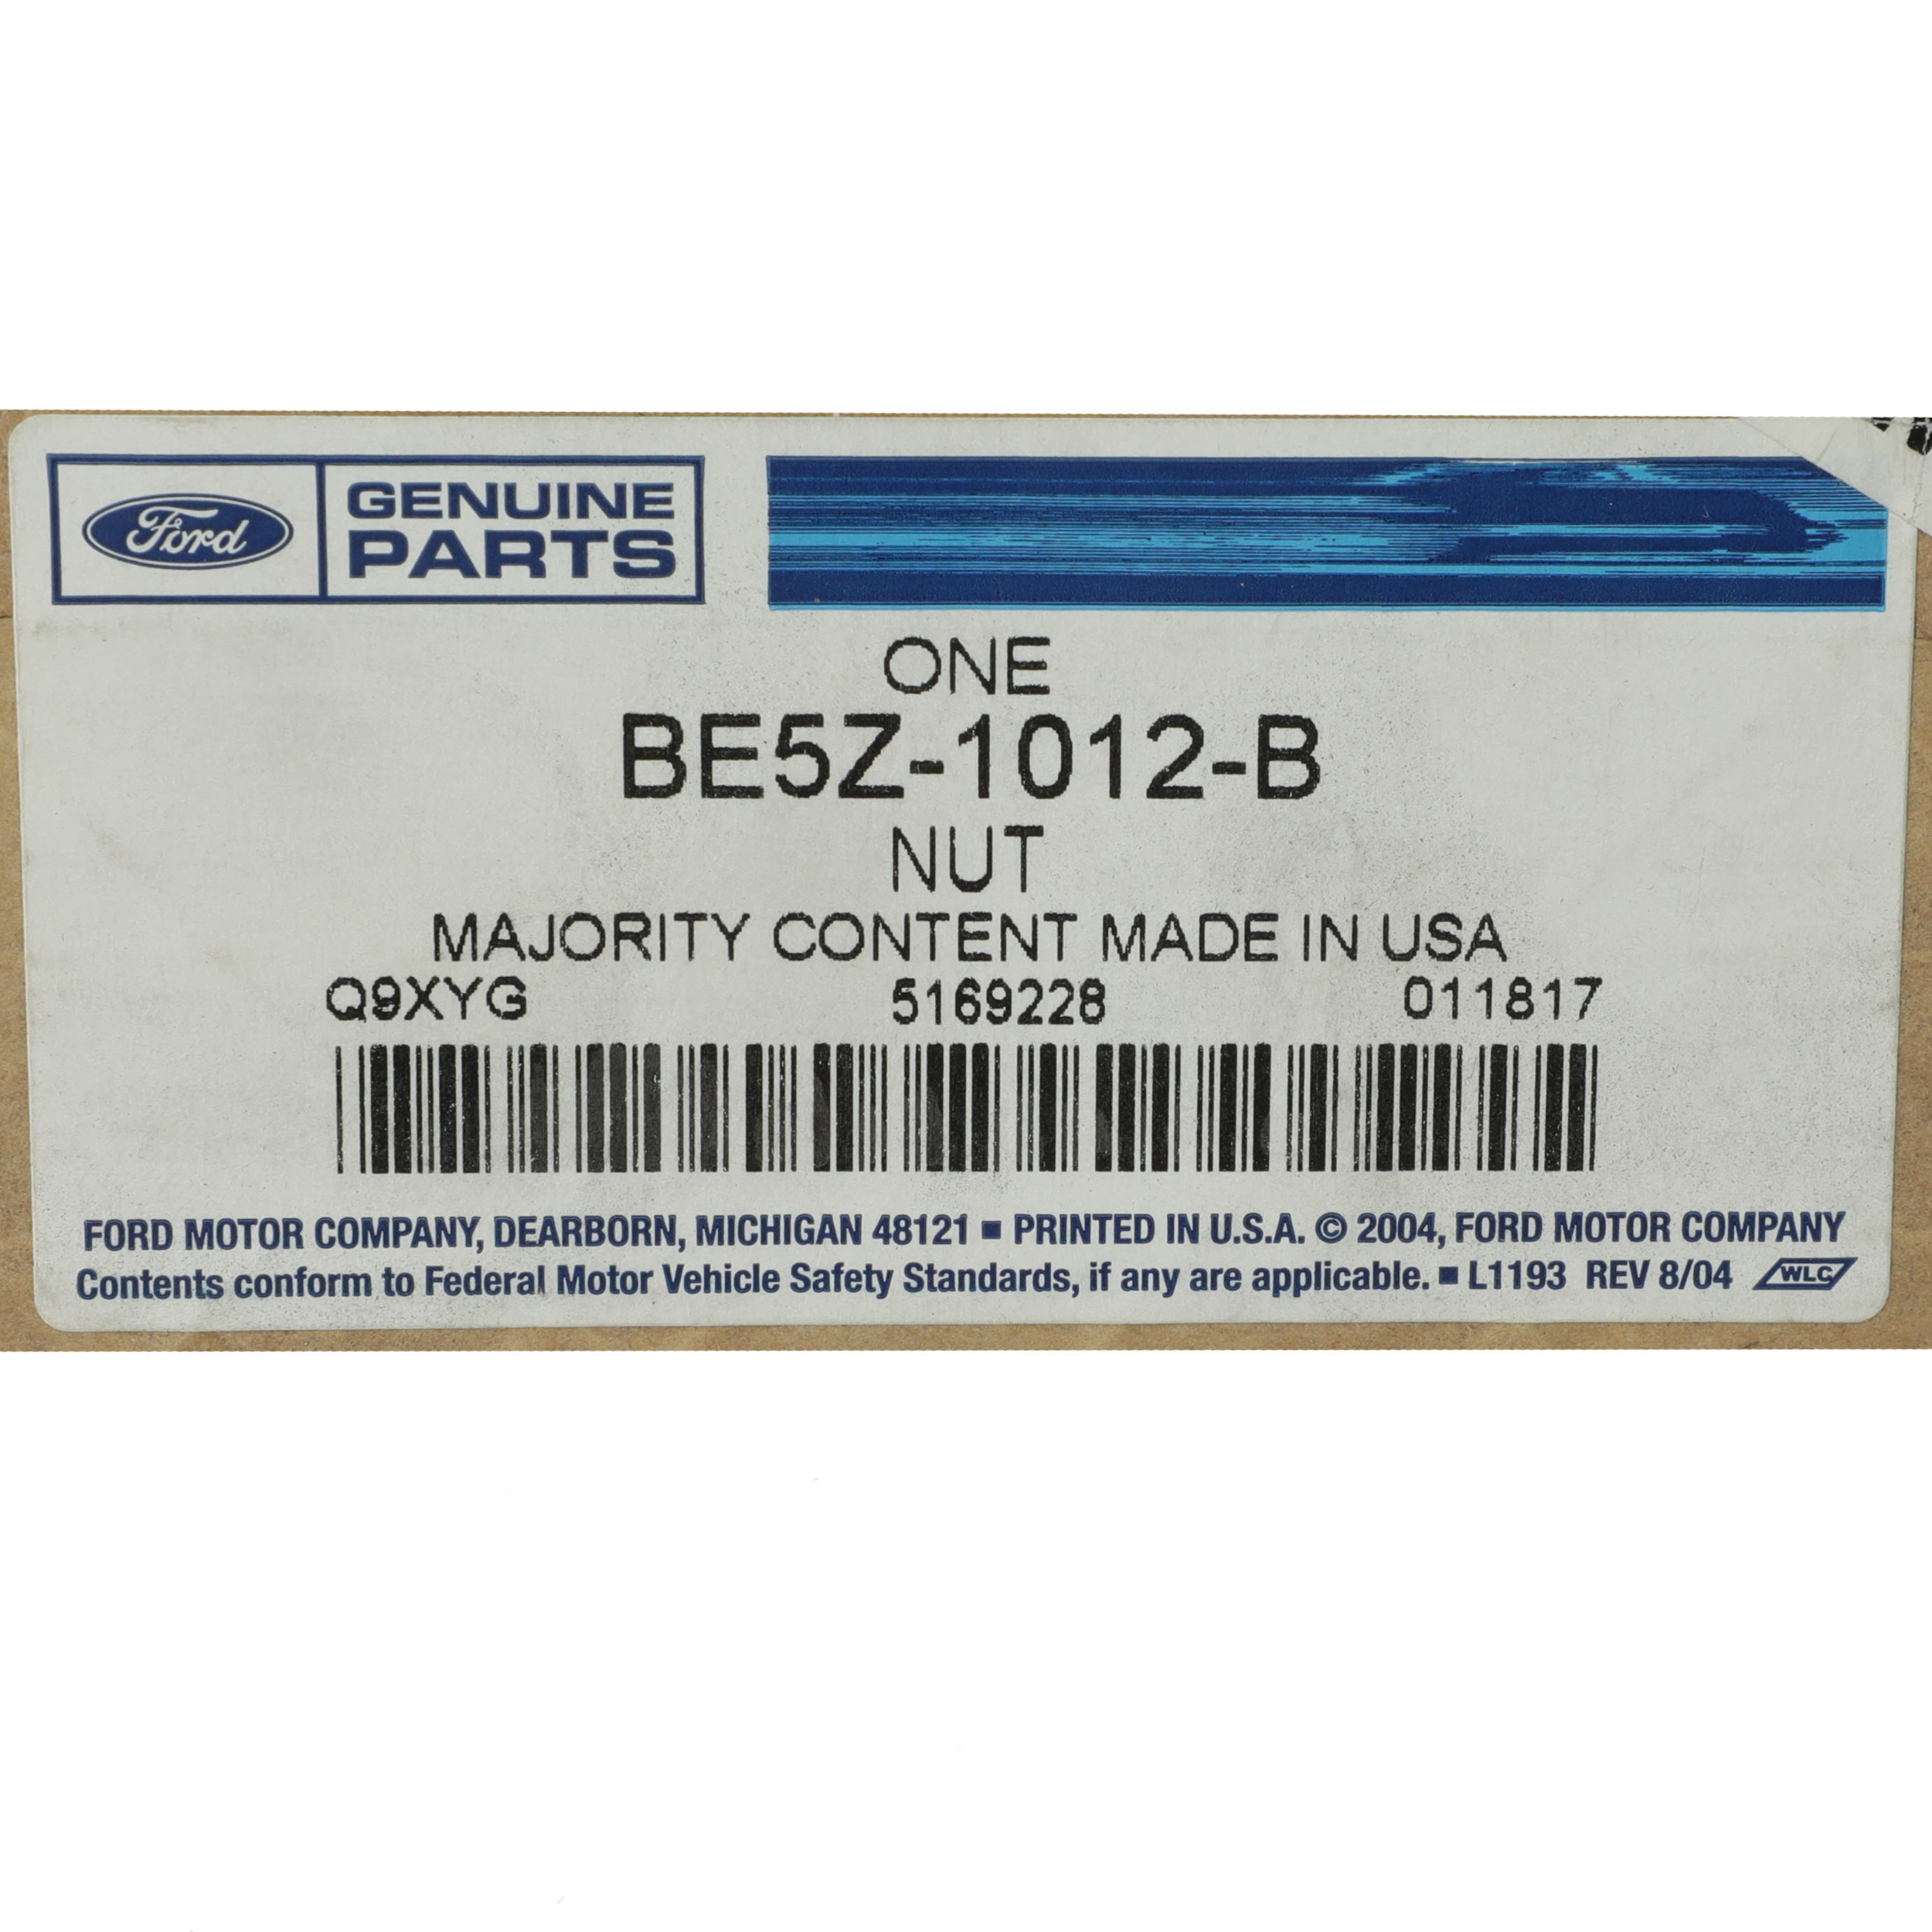 Ford
GENUINE
PARTS
ONE
BE5Z-1012-B
NUT
MAJORITY CONTENT MADE IN USA
Q9XYG 5169228 011817
FORD MOTOR COMPANY, DEARBORN, MICHIGAN 48121 ■ PRINTED IN U.S.A. © 2004, FORD MOTOR COMPANY
Contents conform to Federal Motor Vehicle Safety Standards, if any are applicable. ■ L1193 REV 8/04 WLC